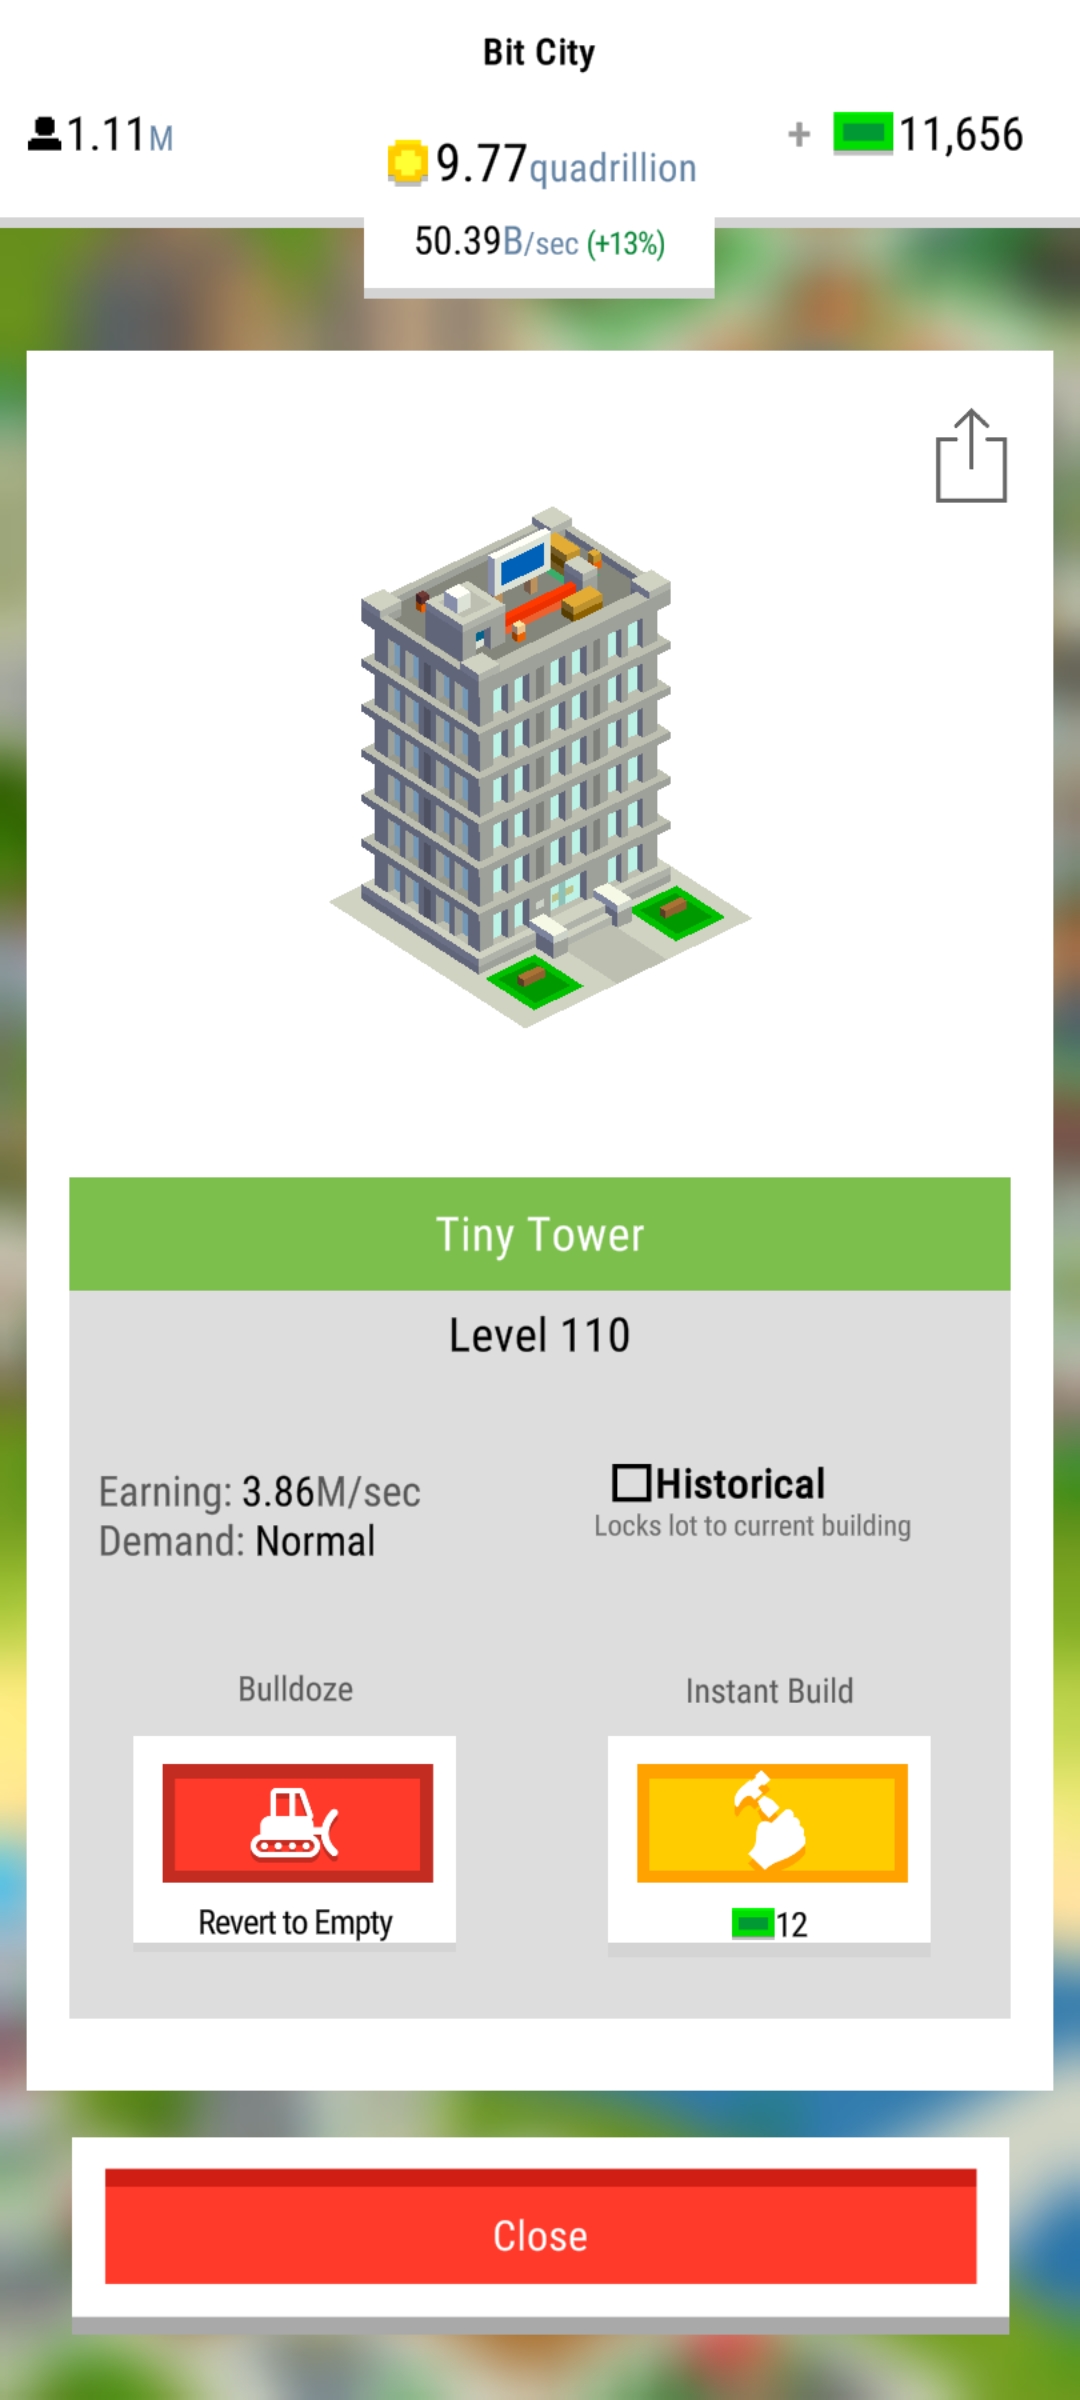 Bit City
1.11M
9.77quadrillion
+ 11,656
50.39B/sec (+13%)
Tiny Tower
Level 110
Earning: 3.86M/sec
Demand: Normal
Historical
Locks lot to current building
Bulldoze
Instant Build
Revert to Empty
12
Close